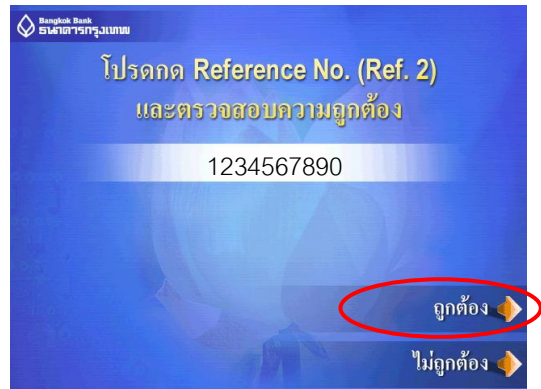 Bangkok Bank
ธนาคารกรุงเทพ
โปรดกด Reference No. (Ref. 2)
และตรวจสอบความถูกต้อง
1234567890
ถูกต้อง
ไม่ถูกต้อง